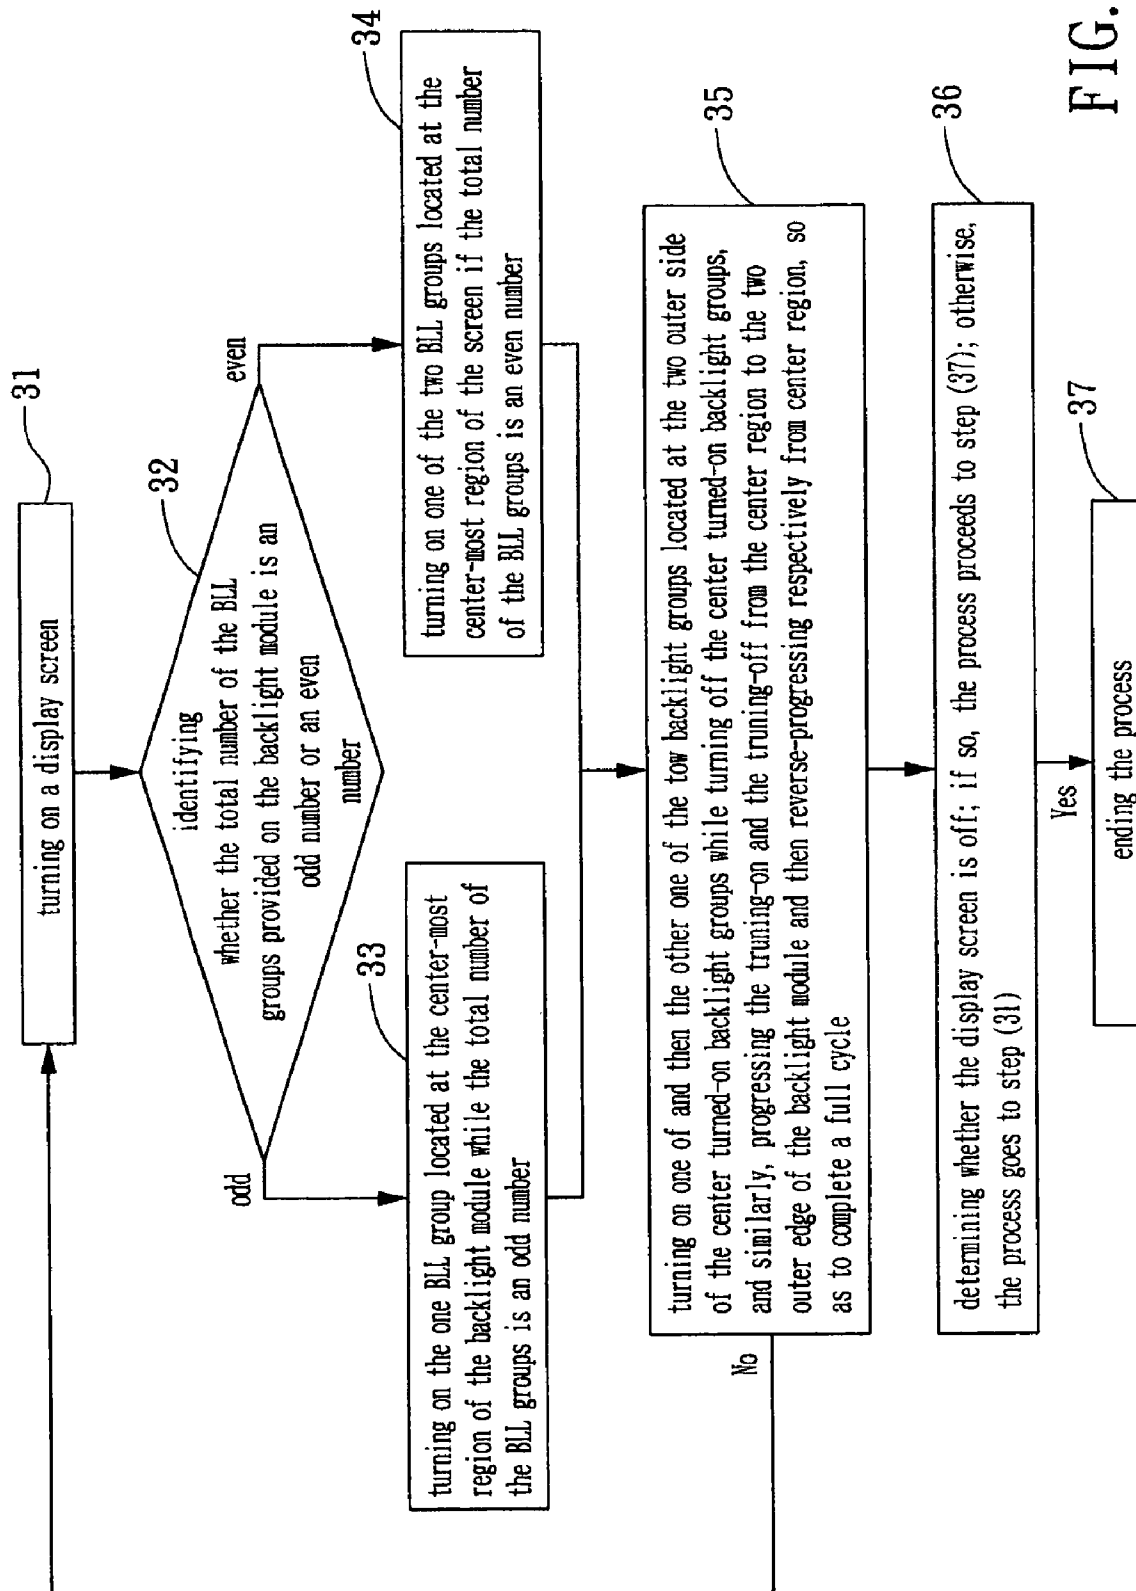 31
turning on a display screen
32
identifying
whether the total number of the BLL
groups provided on the backlight module is an
odd number or an even
number
odd
even
33
turning on the one BLL group located at the center-most
region of the backlight module while the total number of
the BLL groups is an odd number
34
turning on one of the two BLL groups located at the
center-most region of the screen if the total number
of the BLL groups is an even number
35
turning on one of and then the other one of the tow backlight groups located at the two outer side
of the center turned-on backlight groups while turning off the center turned-on backlight groups,
and similarly, progressing the truning-on and the truning-off from the center region to the two
outer edge of the backlight module and then reverse-progressing respectively from center region, so
as to complete a full cycle
No
36
determining whether the display screen is off; if so, the process proceeds to step (37); otherwise,
the process goes to step (31)
Yes
37
ending the process
FIG.